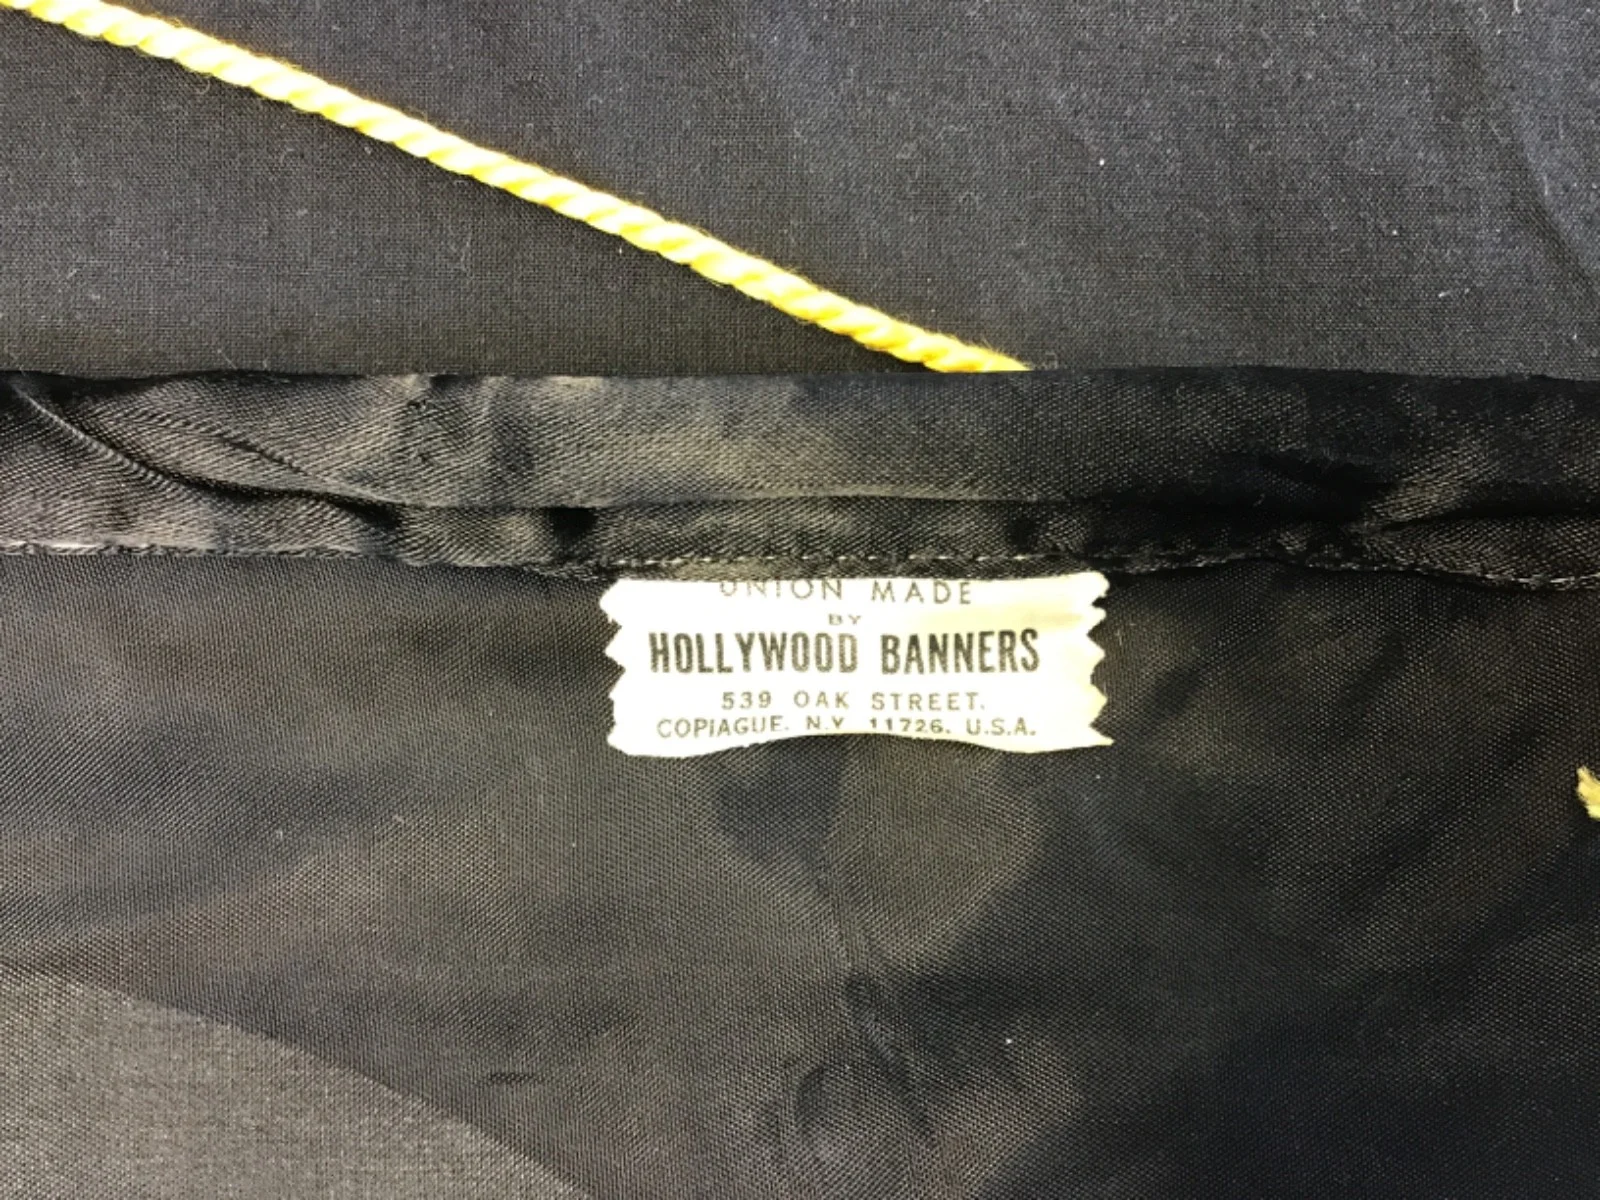 UNION MADE
BY
HOLLYWOOD BANNERS
539 OAK STREET.
COPIAGUE. N.Y. 11726. U.S.A.